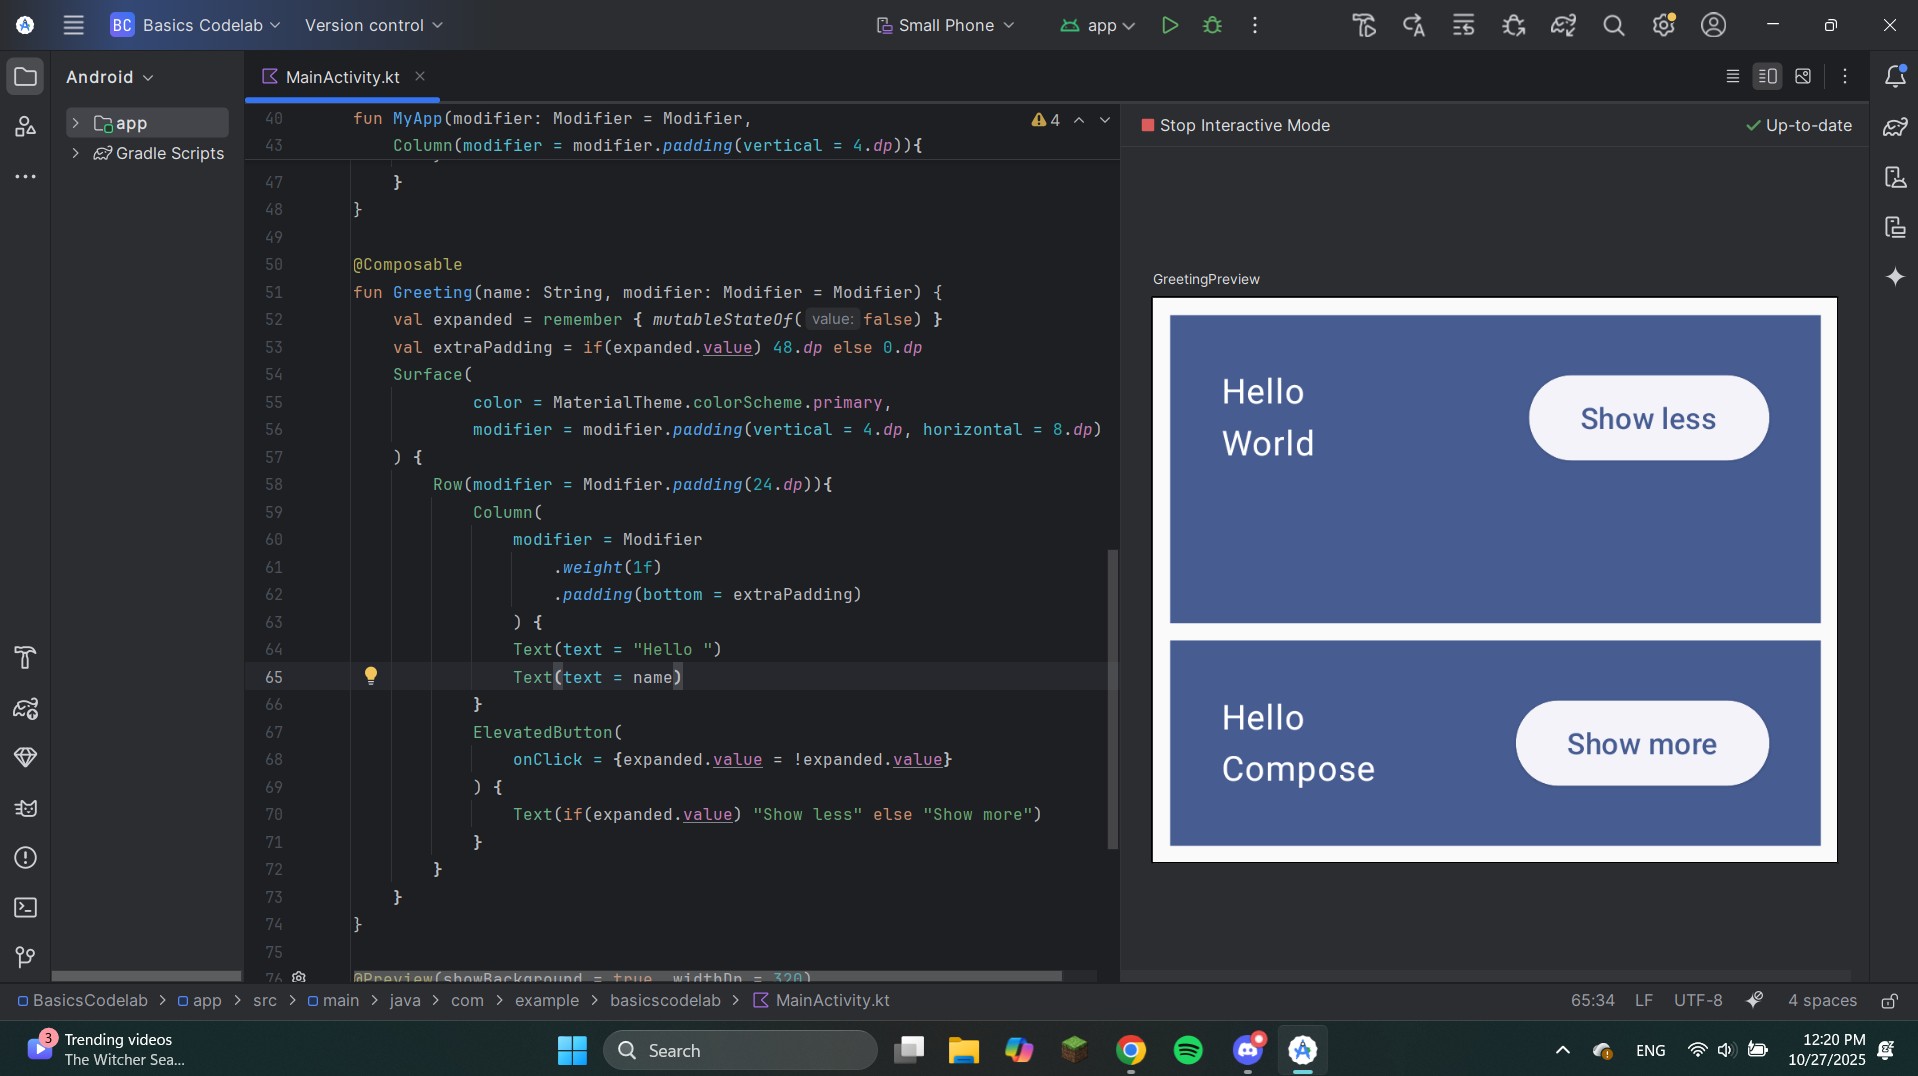 BC Basics Codelab Version control Small Phone app
Android MainActivity.kt
app
Gradle Scripts
40 fun MyApp(modifier: Modifier = Modifier, 4
43 Column(modifier = modifier.padding(vertical = 4.dp)){
47 }
48 }
49
50 @Composable
51 fun Greeting(name: String, modifier: Modifier = Modifier) {
52 val expanded = remember { mutableStateOf( value: false) }
53 val extraPadding = if(expanded.value) 48.dp else 0.dp
54 Surface(
55 color = MaterialTheme.colorScheme.primary,
56 modifier = modifier.padding(vertical = 4.dp, horizontal = 8.dp)
57 ) {
58 Row(modifier = Modifier.padding(24.dp)){
59 Column(
60 modifier = Modifier
61 .weight(1f)
62 .padding(bottom = extraPadding)
63 ) {
64 Text(text = "Hello ")
65 Text(text = name)
66 }
67 ElevatedButton(
68 onClick = {expanded.value = !expanded.value}
69 ) {
70 Text(if(expanded.value) "Show less" else "Show more")
71 }
72 }
73 }
74 }
75
76 @Preview(showBackground = true, widthDp = 320)
Stop Interactive Mode Up-to-date
GreetingPreview
Hello
World
Show less
Hello
Compose
Show more
BasicsCodelab > app > src > main > java > com > example > basicscodelab > MainActivity.kt
65:34 LF UTF-8 4 spaces
3 Trending videos
The Witcher Sea...
Search
ENG
12:20 PM
10/27/2025